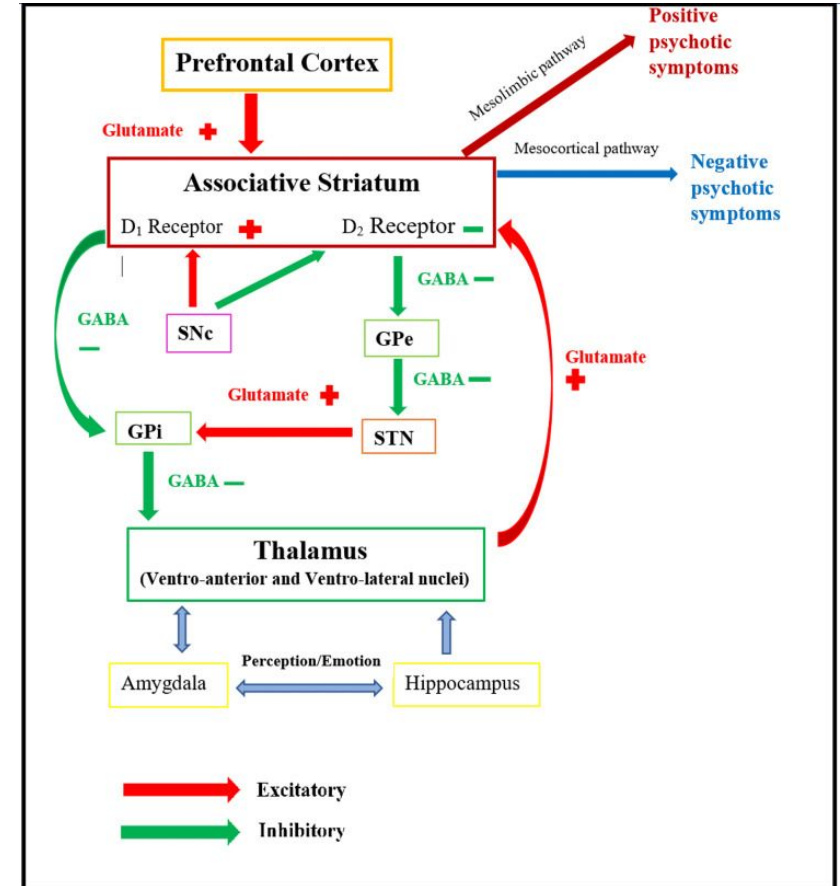 Positive
psychotic
symptoms
Prefrontal Cortex
Mesolimbic pathway
Glutamate +
Mesocortical pathway
Negative
psychotic
symptoms
Associative Striatum
D₁ Receptor +
D₂ Receptor −
GABA −
GABA
−
SNc
GPe
Glutamate
+
GABA −
Glutamate +
GPi
STN
GABA −
Thalamus
(Ventro-anterior and Ventro-lateral nuclei)
Perception/Emotion
Amygdala
Hippocampus
Excitatory
Inhibitory